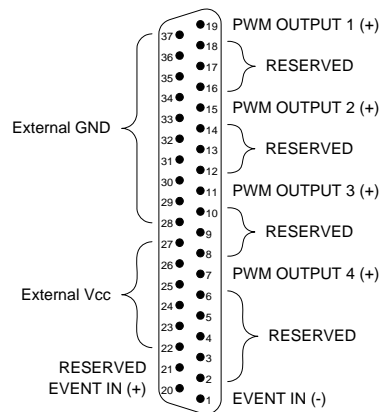 19 PWM OUTPUT 1 (+)
37
18
36
17 RESERVED
35
16
34
15 PWM OUTPUT 2 (+)
33
14
External GND
32
13 RESERVED
31
12
30
11 PWM OUTPUT 3 (+)
29
10
28
9 RESERVED
27
8
26
7 PWM OUTPUT 4 (+)
25
6
External Vcc
24
5
23
4 RESERVED
22
3
RESERVED 21
2
EVENT IN (+) 20
1 EVENT IN (-)